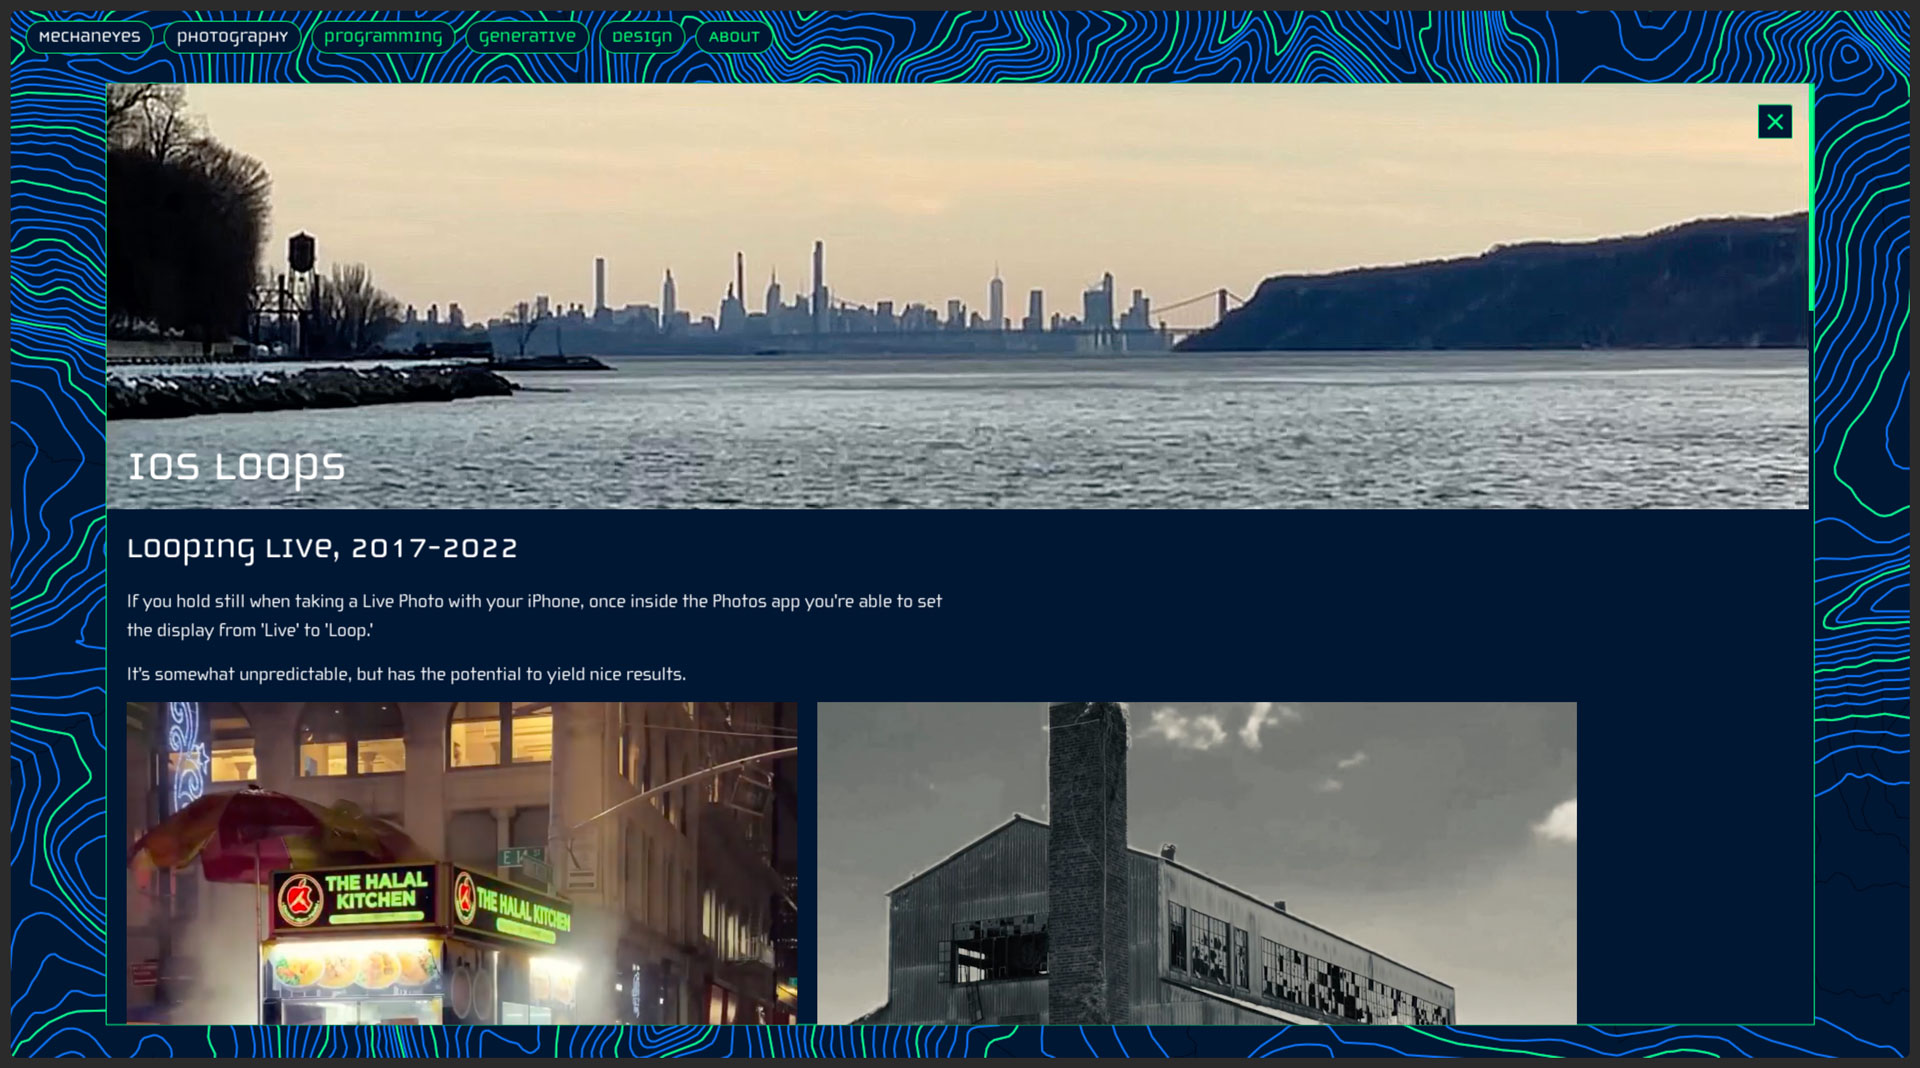 Mechaneyes photography programming generative Design About
IOS Loops
Looping Live, 2017-2022
If you hold still when taking a Live Photo with your iPhone, once inside the Photos app you're able to set
the display from 'Live' to 'Loop.'
It's somewhat unpredictable, but has the potential to yield nice results.
THE HALAL
KITCHEN
THE HALAL KITCHEN